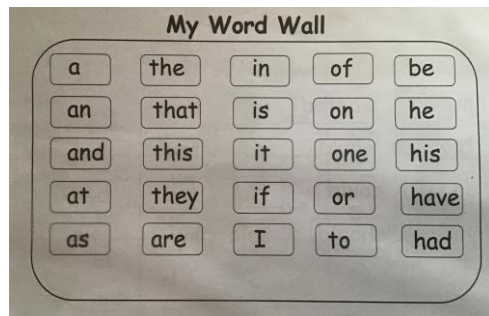 My Word Wall
a the in of be
an that is on he
and this it one his
at they if or have
as are I to had